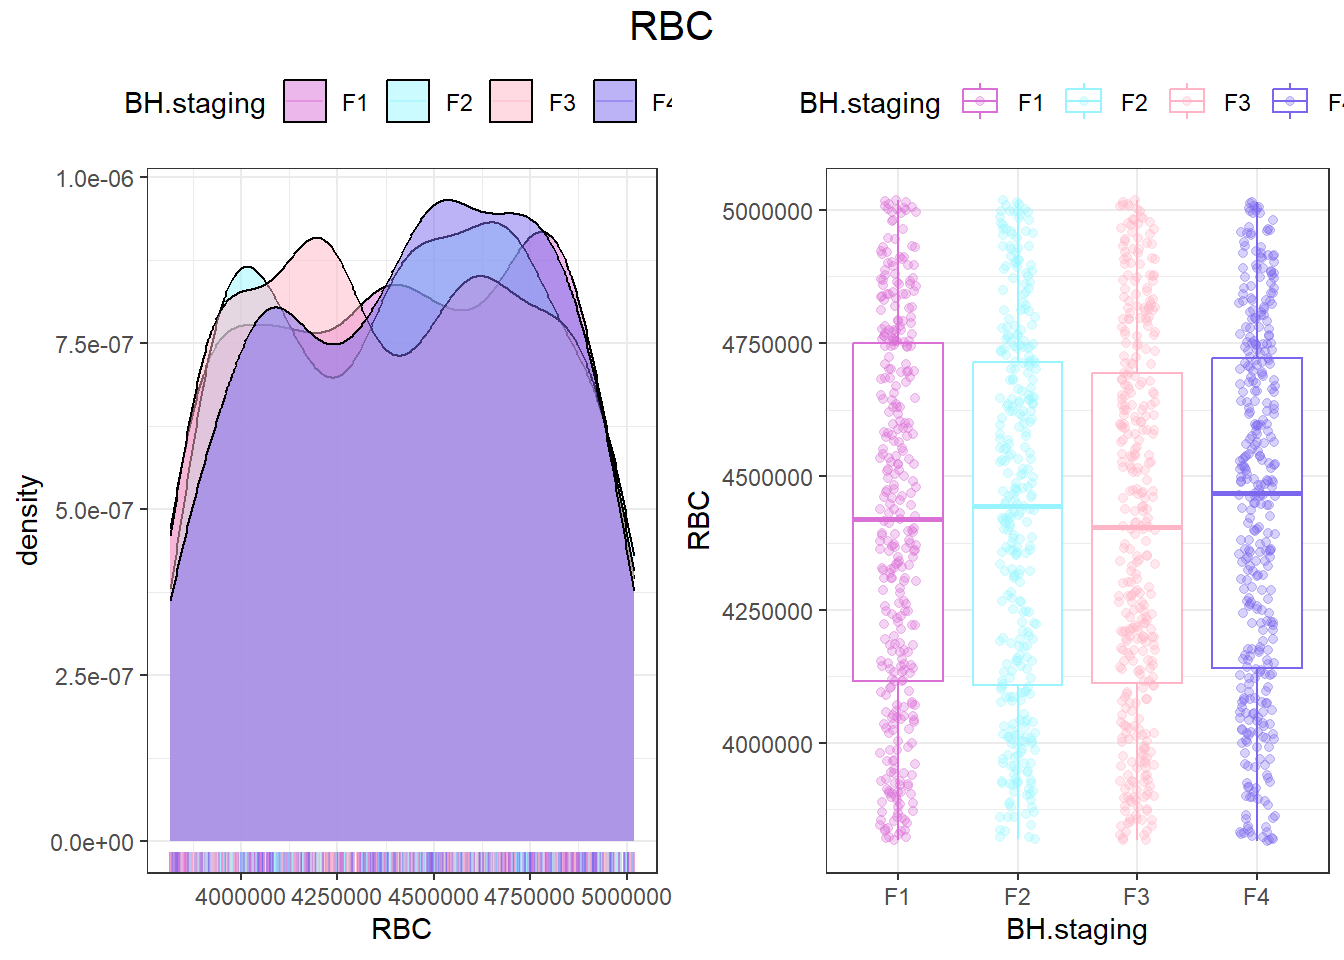 RBC
BH.staging F1 F2 F3 F4
BH.staging F1 F2 F3 F4
1.0e-06
7.5e-07
5.0e-07
2.5e-07
0.0e+00
density
4000000 4250000 4500000 4750000 5000000
RBC
5000000
4750000
4500000
4250000
4000000
RBC
F1 F2 F3 F4
BH.staging